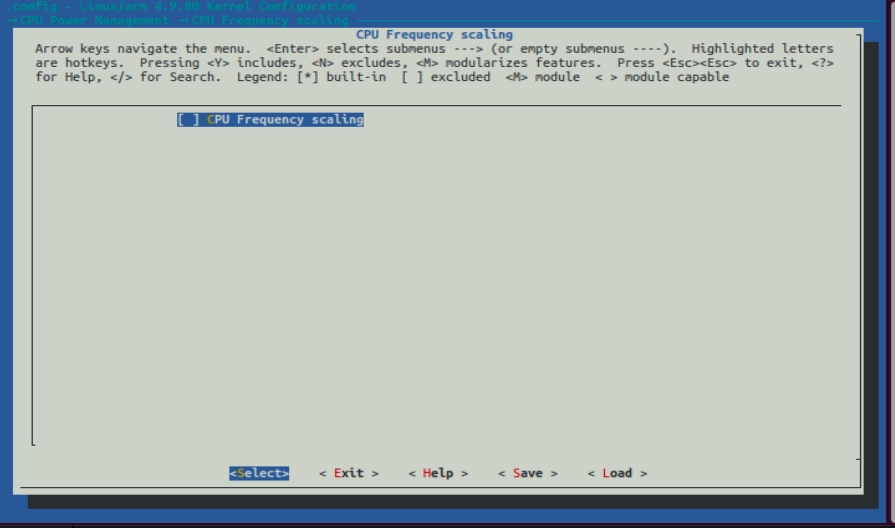 .config - Linux/arm 4.9.80 Kernel Configuration
→ CPU Power Management → CPU Frequency scaling
CPU Frequency scaling
Arrow keys navigate the menu. <Enter> selects submenus ---> (or empty submenus ----). Highlighted letters
are hotkeys. Pressing <Y> includes, <N> excludes, <M> modularizes features. Press <Esc><Esc> to exit, <?>
for Help, </> for Search. Legend: [*] built-in [ ] excluded <M> module < > module capable
[ ] CPU Frequency scaling
<Select> < Exit > < Help > < Save > < Load >